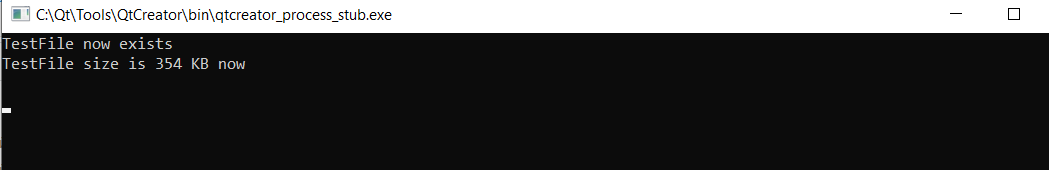 C:\Qt\Tools\QtCreator\bin\qtcreator_process_stub.exe
TestFile now exists
TestFile size is 354 KB now